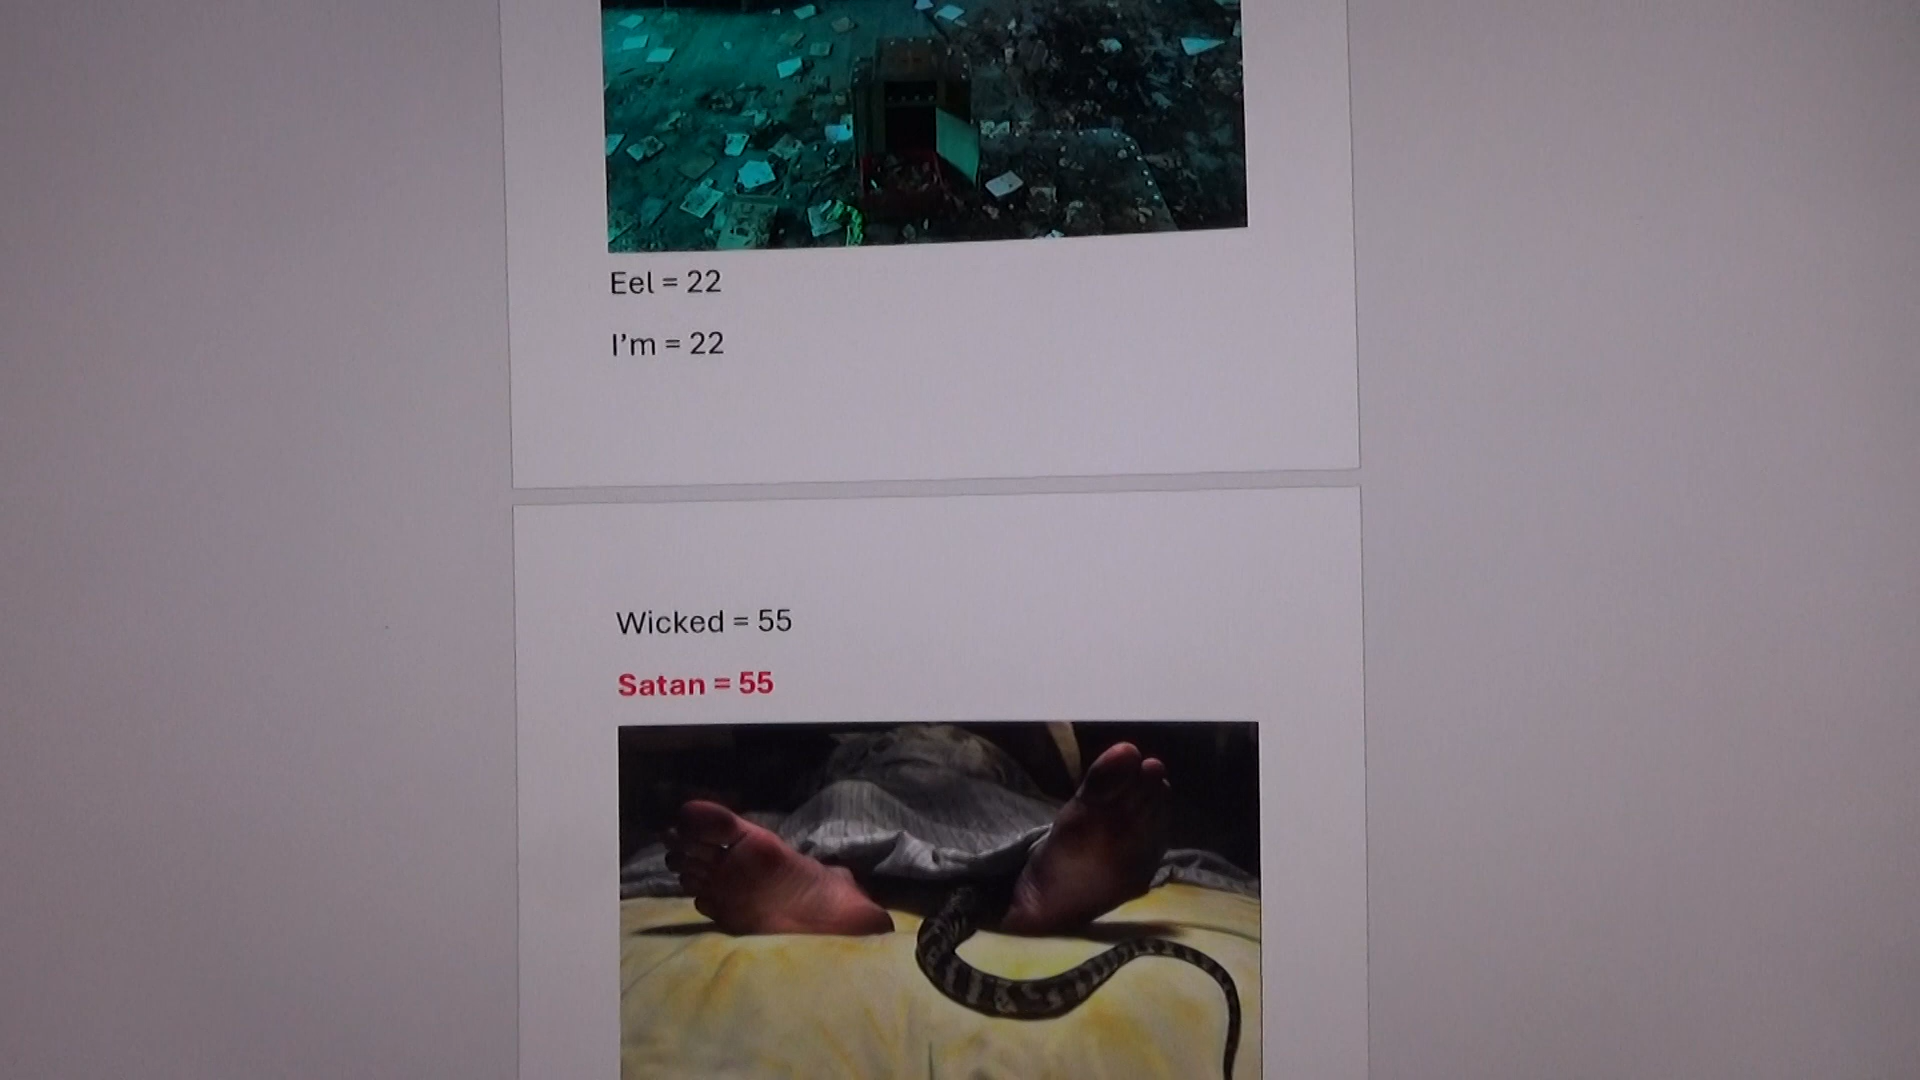 Eel = 22
I’m = 22
Wicked = 55
Satan = 55